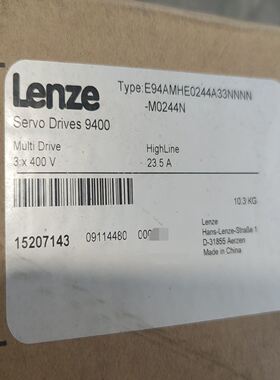 Lenze
Type:E94AMHE0244A33NNNN
-M0244N
Servo Drives 9400
Multi Drive
HighLine
3 x 400 V
23.5 A
10.3 KG
15207143
09114480
Lenze
Hans-Lenze-Straße 1
D-31855 Aerzen
Made in China